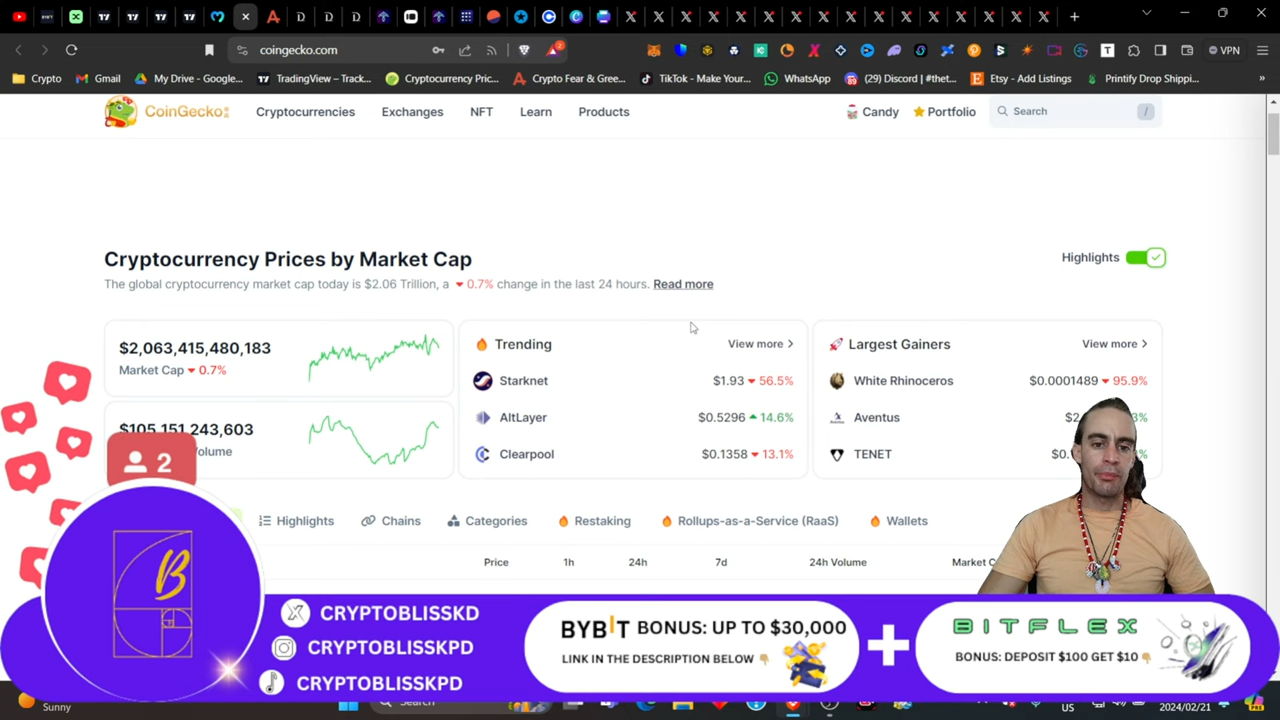 coingecko.com
2
VPN
Crypto
Gmail
My Drive - Google...
TradingView – Track...
Cryptocurrency Pric...
Crypto Fear & Gree...
TikTok - Make Your...
WhatsApp
(29) Discord | #thet...
Etsy - Add Listings
Printify Drop Shippi...
»
CoinGecko
Cryptocurrencies
Exchanges
NFT
Learn
Products
Candy
Portfolio
Search
/
Cryptocurrency Prices by Market Cap
Highlights
The global cryptocurrency market cap today is $2.06 Trillion, a ▼ 0.7% change in the last 24 hours. Read more
$2,063,415,480,183
Market Cap ▼ 0.7%
$105,151,243,603
olume
Trending
View more >
Starknet $1.93 ▼ 56.5%
AltLayer $0.5296 ▲ 14.6%
Clearpool $0.1358 ▼ 13.1%
Largest Gainers
View more >
White Rhinoceros $0.0001489 ▼ 95.9%
Aventus
TENET
Highlights
Chains
Categories
Restaking
Rollups-as-a-Service (RaaS)
Wallets
Price 1h 24h 7d 24h Volume Market C
2
B
CRYPTOBLISSKD
CRYPTOBLISSKPD
CRYPTOBLISSKPD
BYBIT BONUS: UP TO $30,000
LINK IN THE DESCRIPTION BELOW
+
BITFLEX
BONUS: DEPOSIT $100 GET $10
Sunny
Search
US
2024/02/21